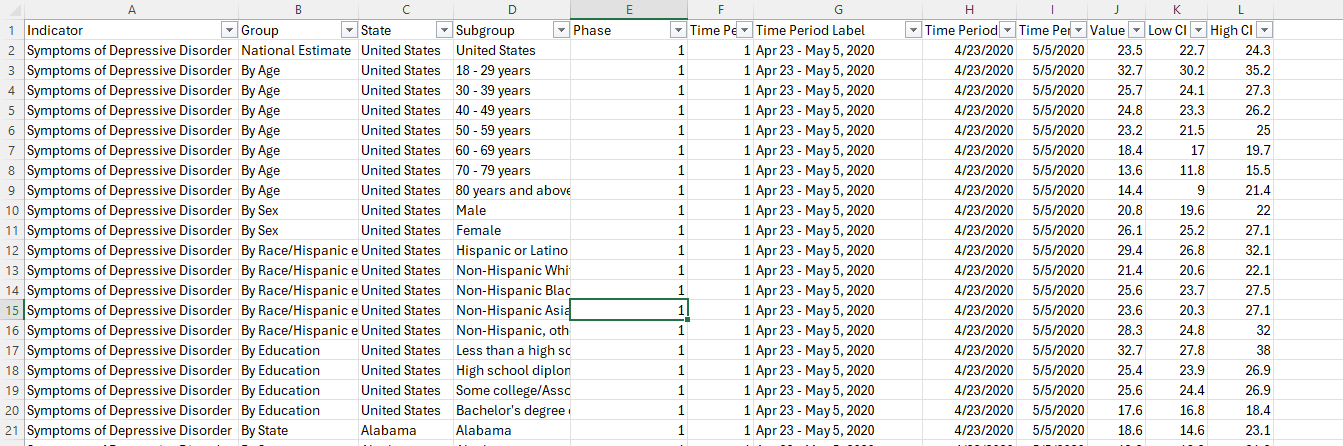 A B C D E F G H I J K L
1 Indicator Group State Subgroup Phase Time Pe Time Period Label Time Period Time Per Value Low CI High CI
2 Symptoms of Depressive Disorder National Estimate United States United States 1 1 Apr 23 - May 5, 2020 4/23/2020 5/5/2020 23.5 22.7 24.3
3 Symptoms of Depressive Disorder By Age United States 18 - 29 years 1 1 Apr 23 - May 5, 2020 4/23/2020 5/5/2020 32.7 30.2 35.2
4 Symptoms of Depressive Disorder By Age United States 30 - 39 years 1 1 Apr 23 - May 5, 2020 4/23/2020 5/5/2020 25.7 24.1 27.3
5 Symptoms of Depressive Disorder By Age United States 40 - 49 years 1 1 Apr 23 - May 5, 2020 4/23/2020 5/5/2020 24.8 23.3 26.2
6 Symptoms of Depressive Disorder By Age United States 50 - 59 years 1 1 Apr 23 - May 5, 2020 4/23/2020 5/5/2020 23.2 21.5 25
7 Symptoms of Depressive Disorder By Age United States 60 - 69 years 1 1 Apr 23 - May 5, 2020 4/23/2020 5/5/2020 18.4 17 19.7
8 Symptoms of Depressive Disorder By Age United States 70 - 79 years 1 1 Apr 23 - May 5, 2020 4/23/2020 5/5/2020 13.6 11.8 15.5
9 Symptoms of Depressive Disorder By Age United States 80 years and above 1 1 Apr 23 - May 5, 2020 4/23/2020 5/5/2020 14.4 9 21.4
10 Symptoms of Depressive Disorder By Sex United States Male 1 1 Apr 23 - May 5, 2020 4/23/2020 5/5/2020 20.8 19.6 22
11 Symptoms of Depressive Disorder By Sex United States Female 1 1 Apr 23 - May 5, 2020 4/23/2020 5/5/2020 26.1 25.2 27.1
12 Symptoms of Depressive Disorder By Race/Hispanic e United States Hispanic or Latino 1 1 Apr 23 - May 5, 2020 4/23/2020 5/5/2020 29.4 26.8 32.1
13 Symptoms of Depressive Disorder By Race/Hispanic e United States Non-Hispanic Whi 1 1 Apr 23 - May 5, 2020 4/23/2020 5/5/2020 21.4 20.6 22.1
14 Symptoms of Depressive Disorder By Race/Hispanic e United States Non-Hispanic Blac 1 1 Apr 23 - May 5, 2020 4/23/2020 5/5/2020 25.6 23.7 27.5
15 Symptoms of Depressive Disorder By Race/Hispanic e United States Non-Hispanic Asia 1 1 Apr 23 - May 5, 2020 4/23/2020 5/5/2020 23.6 20.3 27.1
16 Symptoms of Depressive Disorder By Race/Hispanic e United States Non-Hispanic, oth 1 1 Apr 23 - May 5, 2020 4/23/2020 5/5/2020 28.3 24.8 32
17 Symptoms of Depressive Disorder By Education United States Less than a high sc 1 1 Apr 23 - May 5, 2020 4/23/2020 5/5/2020 32.7 27.8 38
18 Symptoms of Depressive Disorder By Education United States High school diplon 1 1 Apr 23 - May 5, 2020 4/23/2020 5/5/2020 25.4 23.9 26.9
19 Symptoms of Depressive Disorder By Education United States Some college/Asso 1 1 Apr 23 - May 5, 2020 4/23/2020 5/5/2020 25.6 24.4 26.9
20 Symptoms of Depressive Disorder By Education United States Bachelor's degree 1 1 Apr 23 - May 5, 2020 4/23/2020 5/5/2020 17.6 16.8 18.4
21 Symptoms of Depressive Disorder By State Alabama Alabama 1 1 Apr 23 - May 5, 2020 4/23/2020 5/5/2020 18.6 14.6 23.1